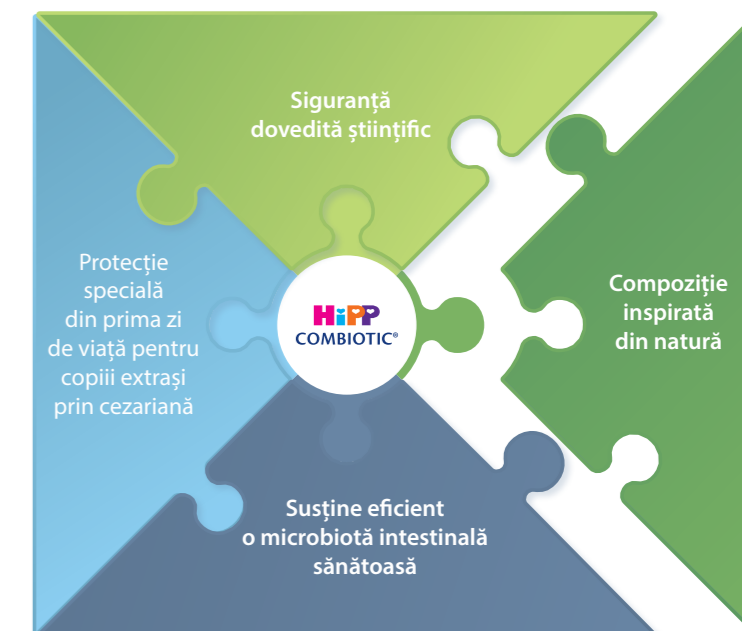 Siguranță
dovedită științific
Protecție
specială
din prima zi
de viață pentru
copiii extrași
prin cezariană
HiPP
COMBIOTIC®
Compoziție
inspirată
din natură
Susține eficient
o microbiotă intestinală
sănătoasă